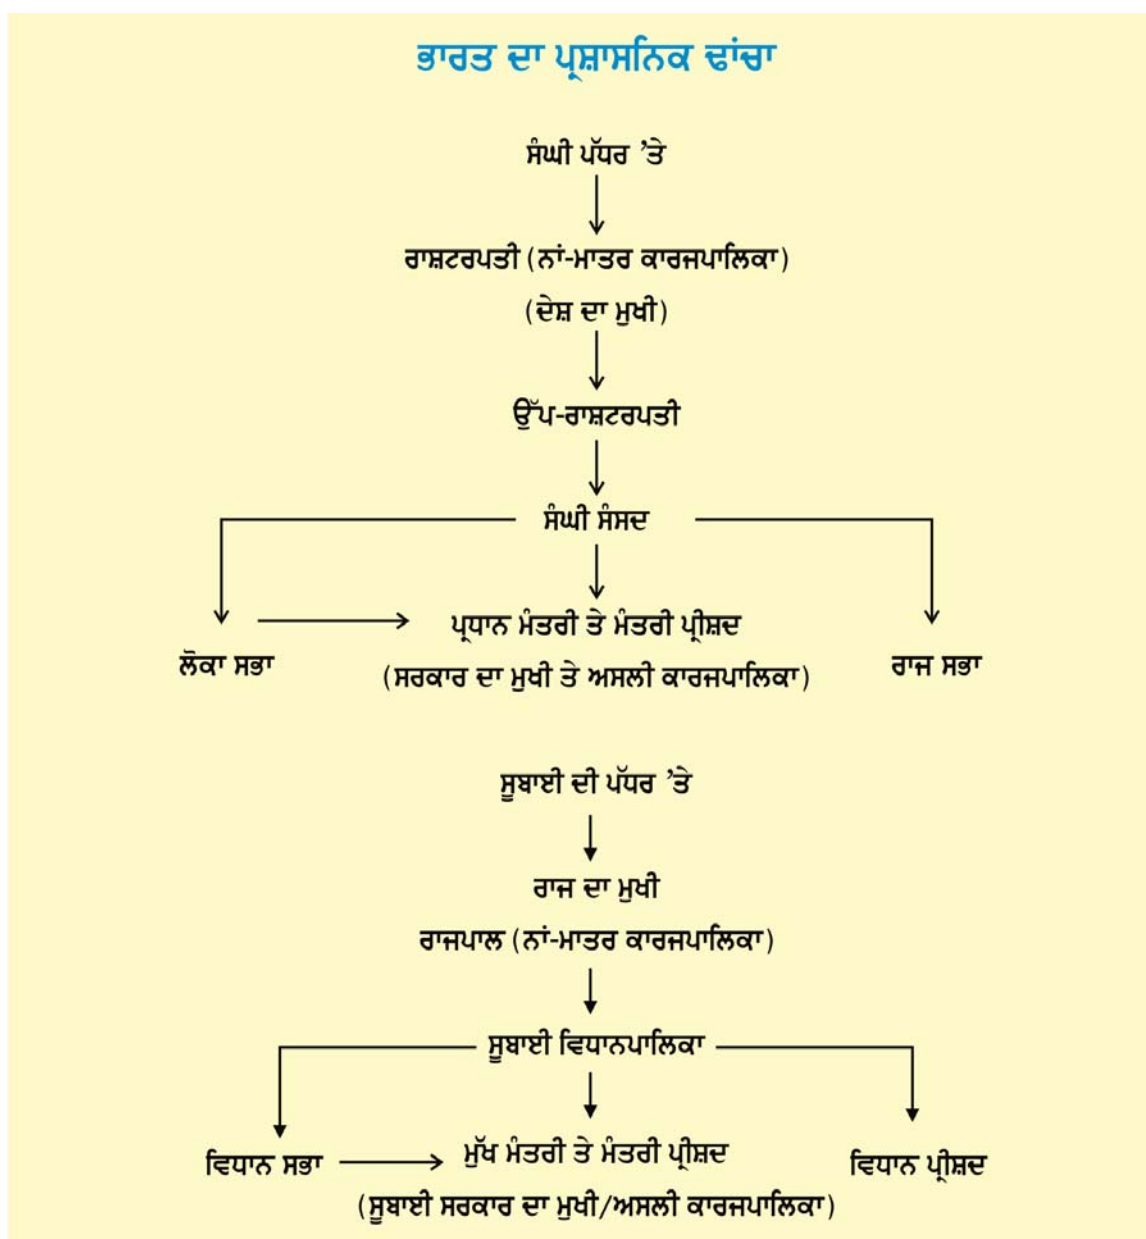 ਭਾਰਤ ਦਾ ਪ੍ਰਸ਼ਾਸਨਿਕ ਢਾਂਚਾ
ਸੰਘੀ ਪੱਧਰ ’ਤੇ
ਰਾਸ਼ਟਰਪਤੀ (ਨਾਂ-ਮਾਤਰ ਕਾਰਜਪਾਲਿਕਾ)
(ਦੇਸ਼ ਦਾ ਮੁਖੀ)
ਉੱਪ-ਰਾਸ਼ਟਰਪਤੀ
ਸੰਘੀ ਸੰਸਦ
ਪ੍ਰਧਾਨ ਮੰਤਰੀ ਤੇ ਮੰਤਰੀ ਪ੍ਰੀਸ਼ਦ
ਲੋਕਾ ਸਭਾ
(ਸਰਕਾਰ ਦਾ ਮੁਖੀ ਤੇ ਅਸਲੀ ਕਾਰਜਪਾਲਿਕਾ)
ਰਾਜ ਸਭਾ
ਸੂਬਾਈ ਦੀ ਪੱਧਰ ’ਤੇ
ਰਾਜ ਦਾ ਮੁਖੀ
ਰਾਜਪਾਲ (ਨਾਂ-ਮਾਤਰ ਕਾਰਜਪਾਲਿਕਾ)
ਸੂਬਾਈ ਵਿਧਾਨਪਾਲਿਕਾ
ਵਿਧਾਨ ਸਭਾ
ਮੁੱਖ ਮੰਤਰੀ ਤੇ ਮੰਤਰੀ ਪ੍ਰੀਸ਼ਦ
ਵਿਧਾਨ ਪ੍ਰੀਸ਼ਦ
(ਸੂਬਾਈ ਸਰਕਾਰ ਦਾ ਮੁਖੀ/ਅਸਲੀ ਕਾਰਜਪਾਲਿਕਾ)